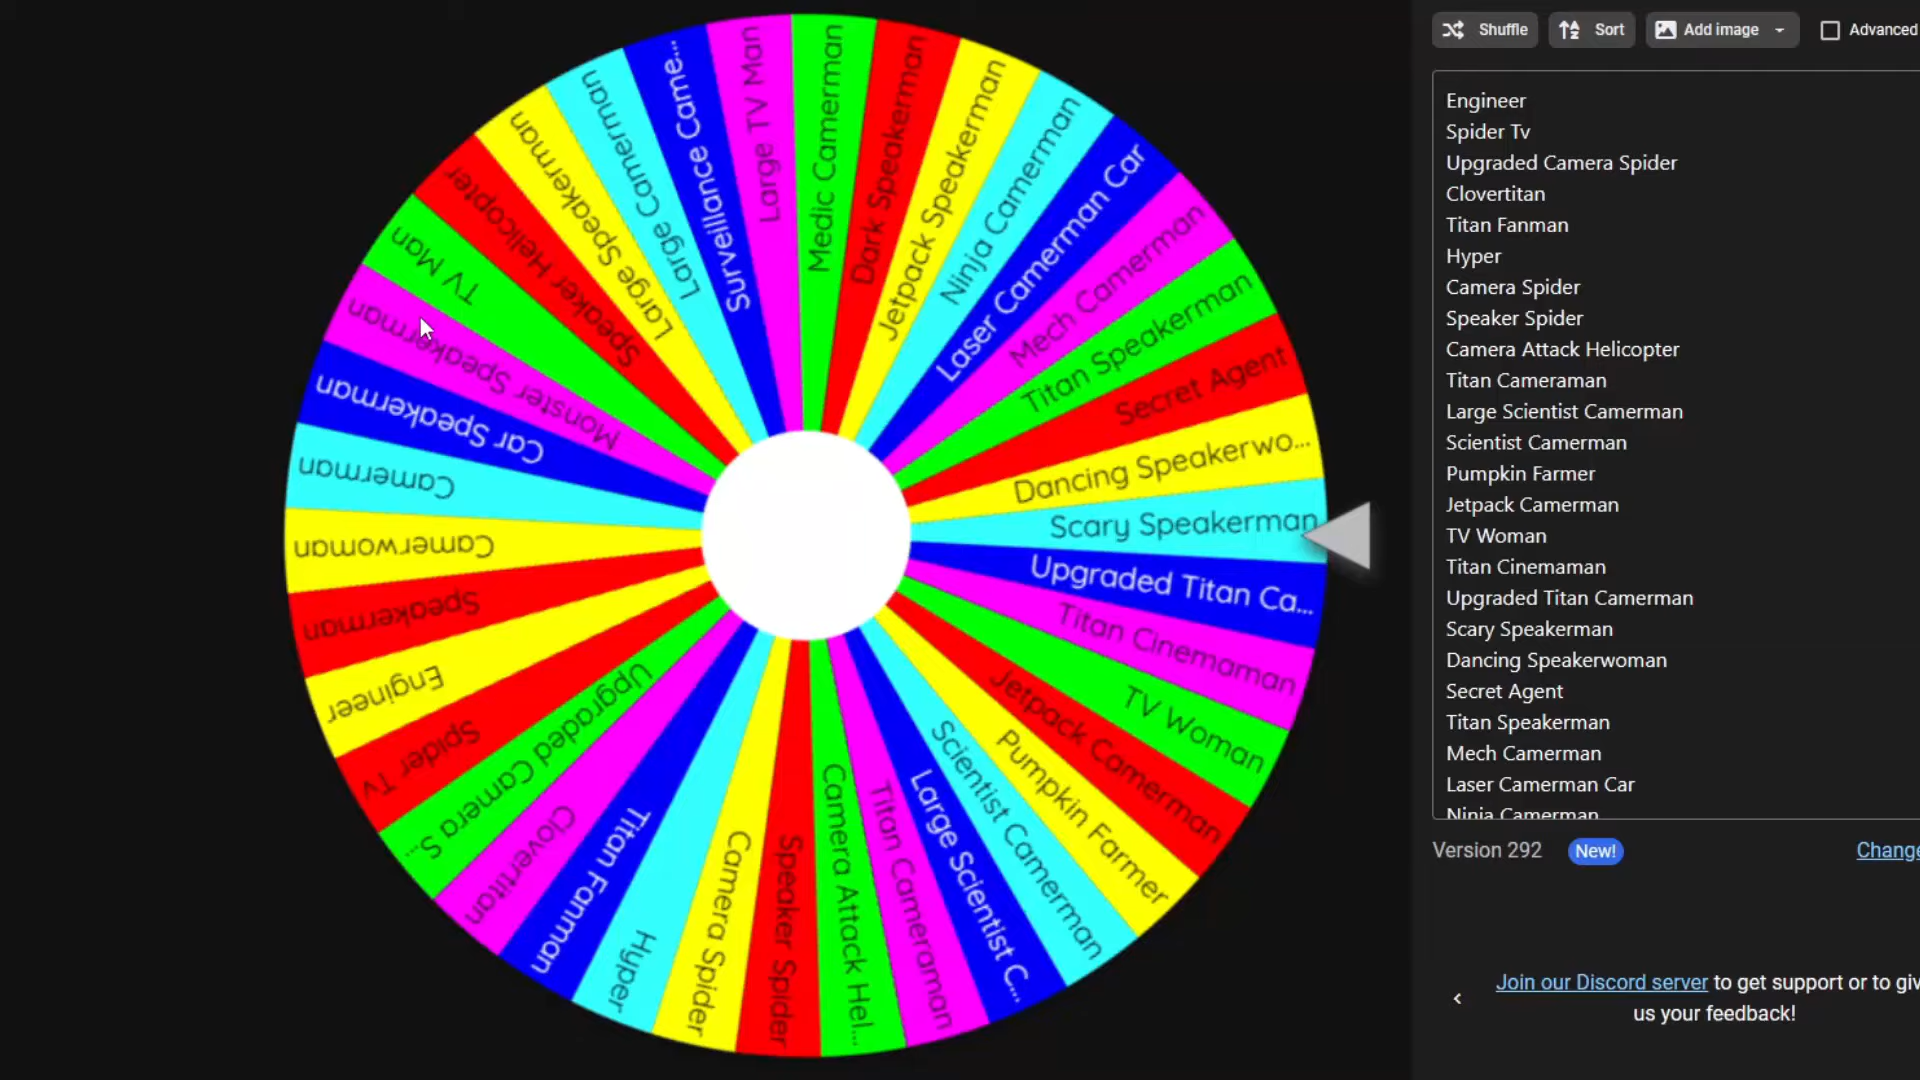 Shuffle
Sort
Add image
Advanced
Large TV Man
Medic Camerman
Dark Speakerman
Jetpack Speakerman
Ninja Camerman
Laser Camerman Car
Mech Camerman
Titan Speakerman
Secret Agent
Dancing Speakerwo...
Scary Speakerman
Upgraded Titan Ca...
Titan Cinemaman
TV Woman
Jetpack Camerman
Pumpkin Farmer
Scientist Camerman
Large Scientist C...
Titan Cameraman
Camera Attack Hel...
Speaker Spider
Camera Spider
Hyper
Titan Fanman
Clovertitan
Upgraded Camera S...
Spider Tv
Engineer
Speakerman
Camerwoman
Camerman
Car Speakerman
Monster Speakerman
TV Man
Speaker Helicopter
Large Speakerman
Large Camerman
Surveillance Came...
Engineer
Spider Tv
Upgraded Camera Spider
Clovertitan
Titan Fanman
Hyper
Camera Spider
Speaker Spider
Camera Attack Helicopter
Titan Cameraman
Large Scientist Camerman
Scientist Camerman
Pumpkin Farmer
Jetpack Camerman
TV Woman
Titan Cinemaman
Upgraded Titan Camerman
Scary Speakerman
Dancing Speakerwoman
Secret Agent
Titan Speakerman
Mech Camerman
Laser Camerman Car
Ninja Camerman
Version 292 New! Change
Join our Discord server to get support or to giv
us your feedback!